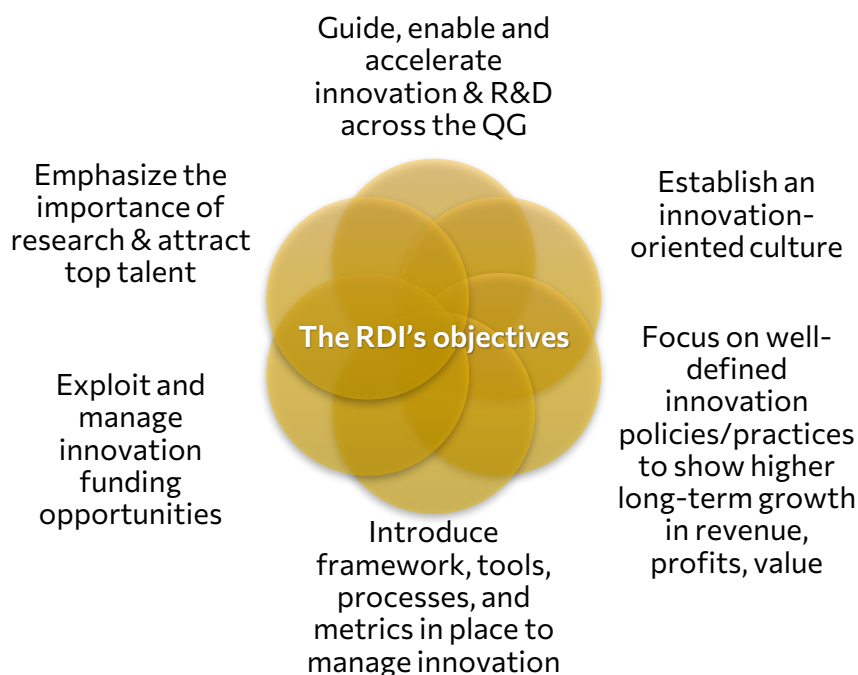 Guide, enable and
accelerate
innovation & R&D
across the QG
Establish an
innovation-
oriented culture
Focus on well-
defined
innovation
policies/practices
to show higher
long-term growth
in revenue,
profits, value
Introduce
framework, tools,
processes, and
metrics in place to
manage innovation
Exploit and
manage
innovation
funding
opportunities
Emphasize the
importance of
research & attract
top talent
The RDI's objectives